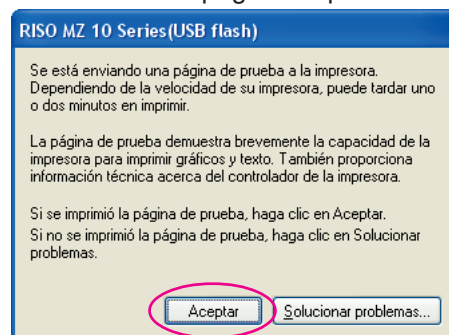 RISO MZ 10 Series(USB flash)
Se está enviando una página de prueba a la impresora.
Dependiendo de la velocidad de su impresora, puede tardar uno
o dos minutos en imprimir.
La página de prueba demuestra brevemente la capacidad de la
impresora para imprimir gráficos y texto. También proporciona
información técnica acerca del controlador de la impresora.
Si se imprimió la página de prueba, haga clic en Aceptar.
Si no se imprimió la página de prueba, haga clic en Solucionar
problemas.
Aceptar
Solucionar problemas...